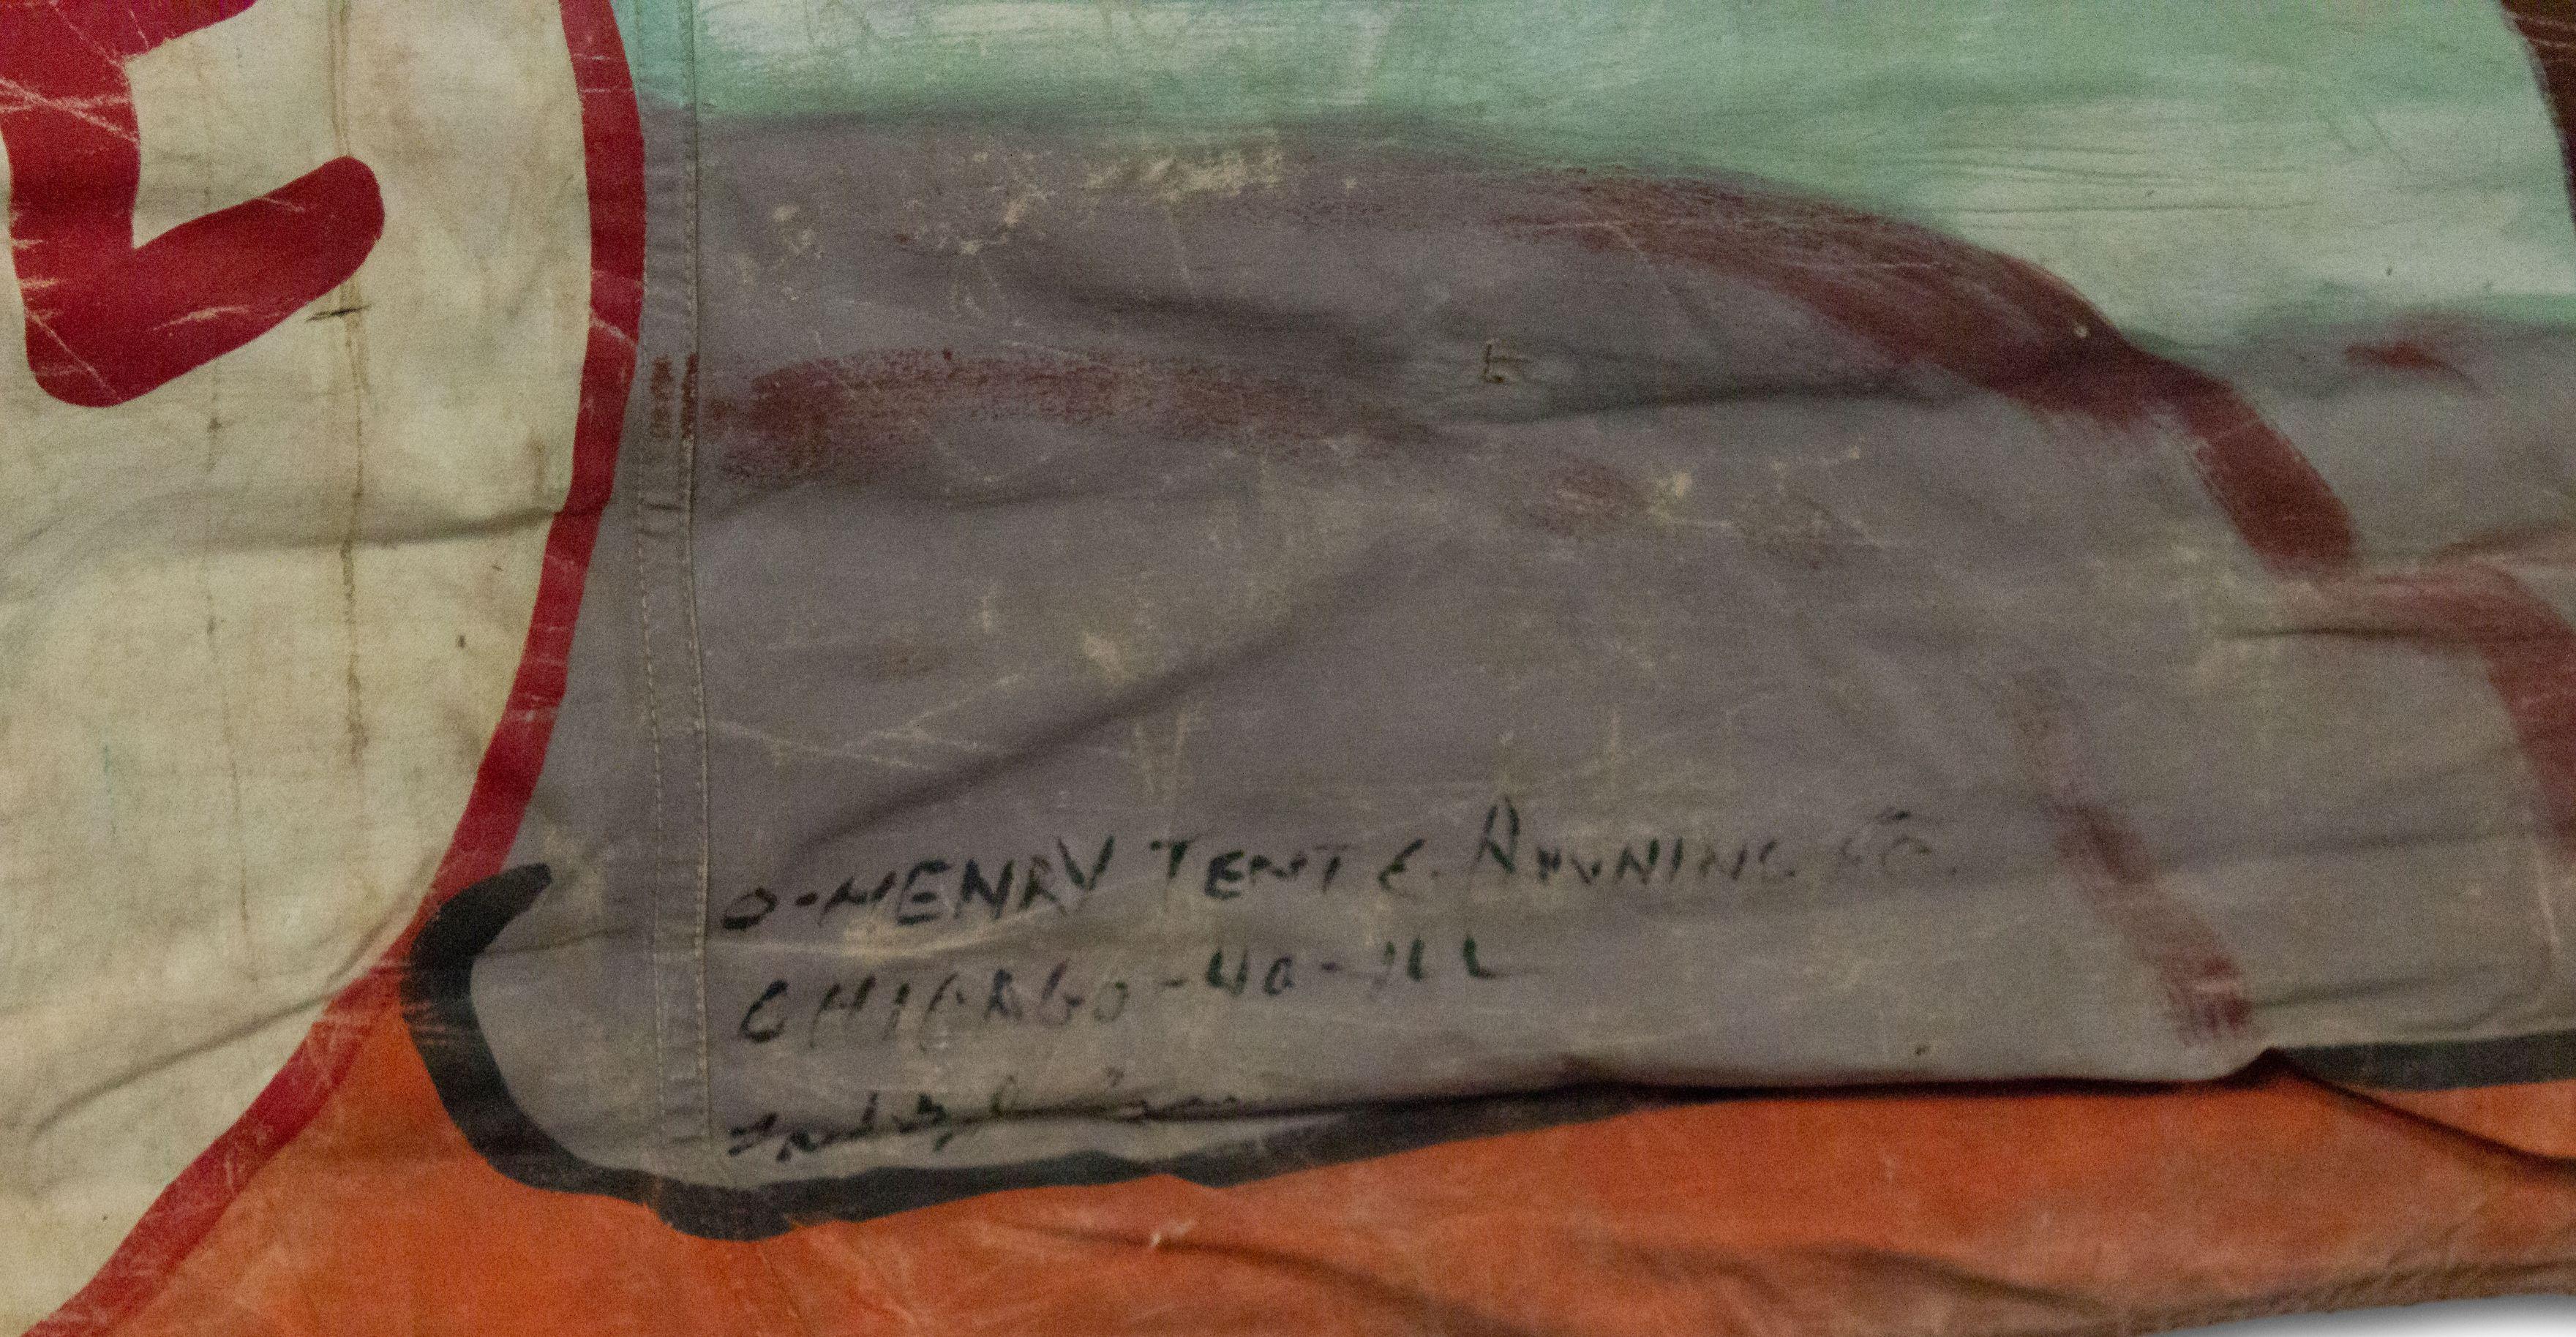 O-HENRY TENT & AWNING CO.
CHICAGO-40-ILL